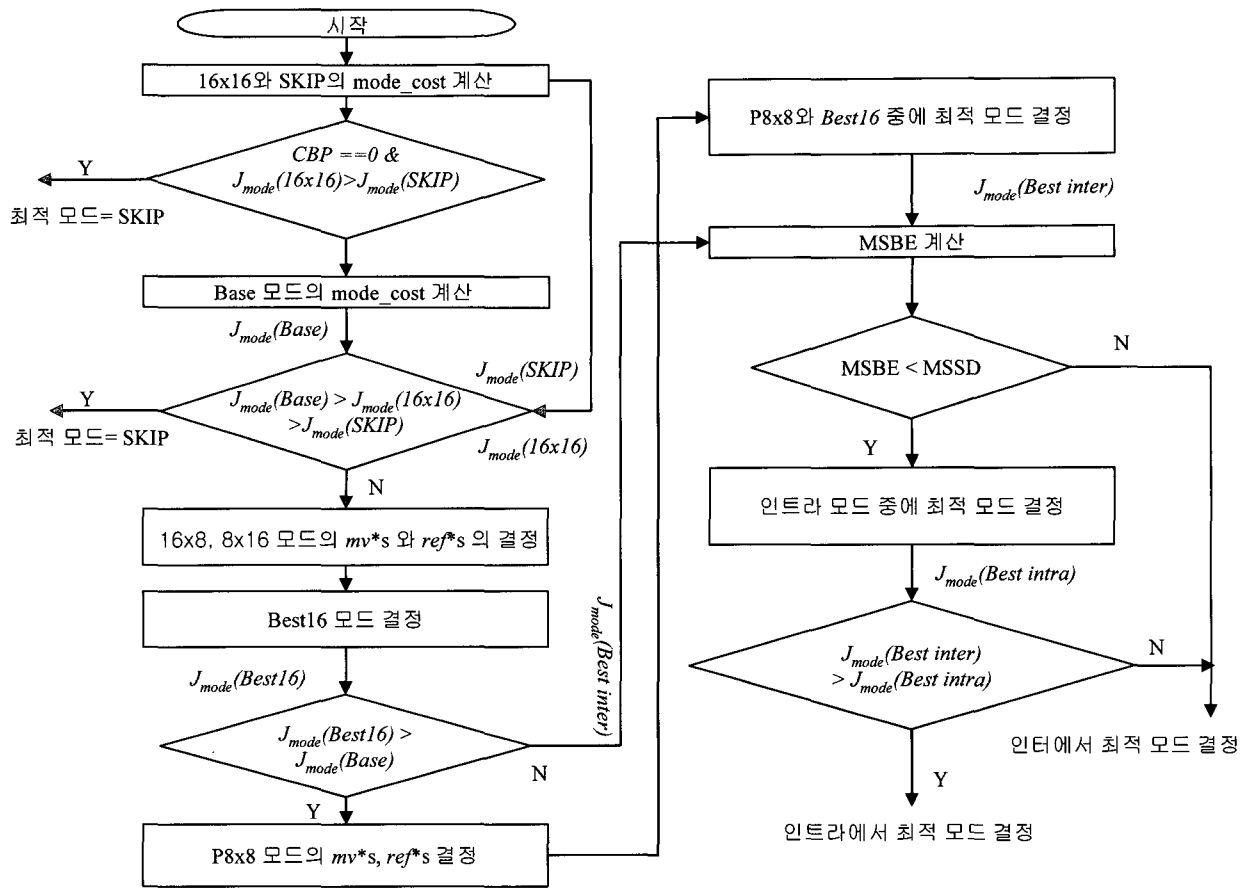 시작
16x16와 SKIP의 mode_cost 계산
CBP ==0 &
J_mode(16x16)>J_mode(SKIP)
Y
최적 모드= SKIP
Base 모드의 mode_cost 계산
J_mode(Base)
J_mode(SKIP)
J_mode(Base) > J_mode(16x16)
>J_mode(SKIP)
Y
최적 모드= SKIP
J_mode(16x16)
N
16x8, 8x16 모드의 mv*s 와 ref*s 의 결정
Best16 모드 결정
J_mode(Best16)
J_mode(Best16) >
J_mode(Base)
N
J_mode(Best inter)
Y
P8x8 모드의 mv*s, ref*s 결정
P8x8와 Best16 중에 최적 모드 결정
J_mode(Best inter)
MSBE 계산
MSBE < MSSD
N
Y
인트라 모드 중에 최적 모드 결정
J_mode(Best intra)
J_mode(Best inter)
> J_mode(Best intra)
N
인터에서 최적 모드 결정
Y
인트라에서 최적 모드 결정